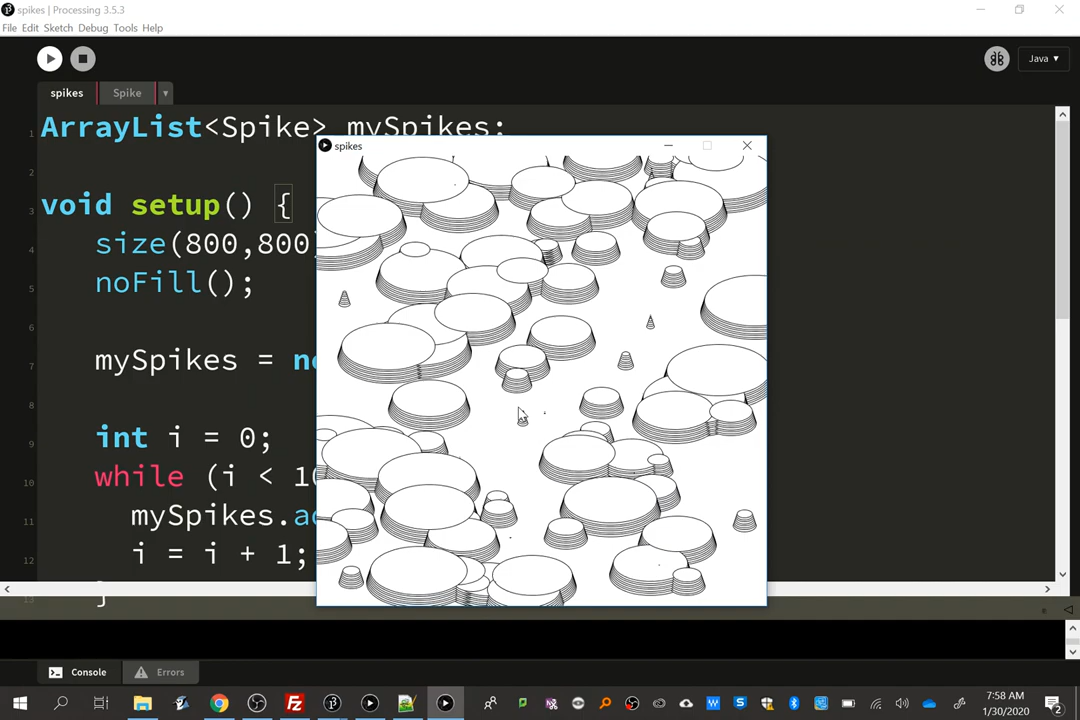 spikes | Processing 3.5.3
File Edit Sketch Debug Tools Help
Java ▾
spikes Spike ▾
1 ArrayList<Spike> mySpikes;
2
3 void setup() {
4 size(800,800)
5 noFill();
6
7 mySpikes = ne
8
9 int i = 0;
10 while (i < 10
11 mySpikes.ad
12 i = i + 1;
13 }
spikes
Console Errors
7:58 AM
1/30/2020
2